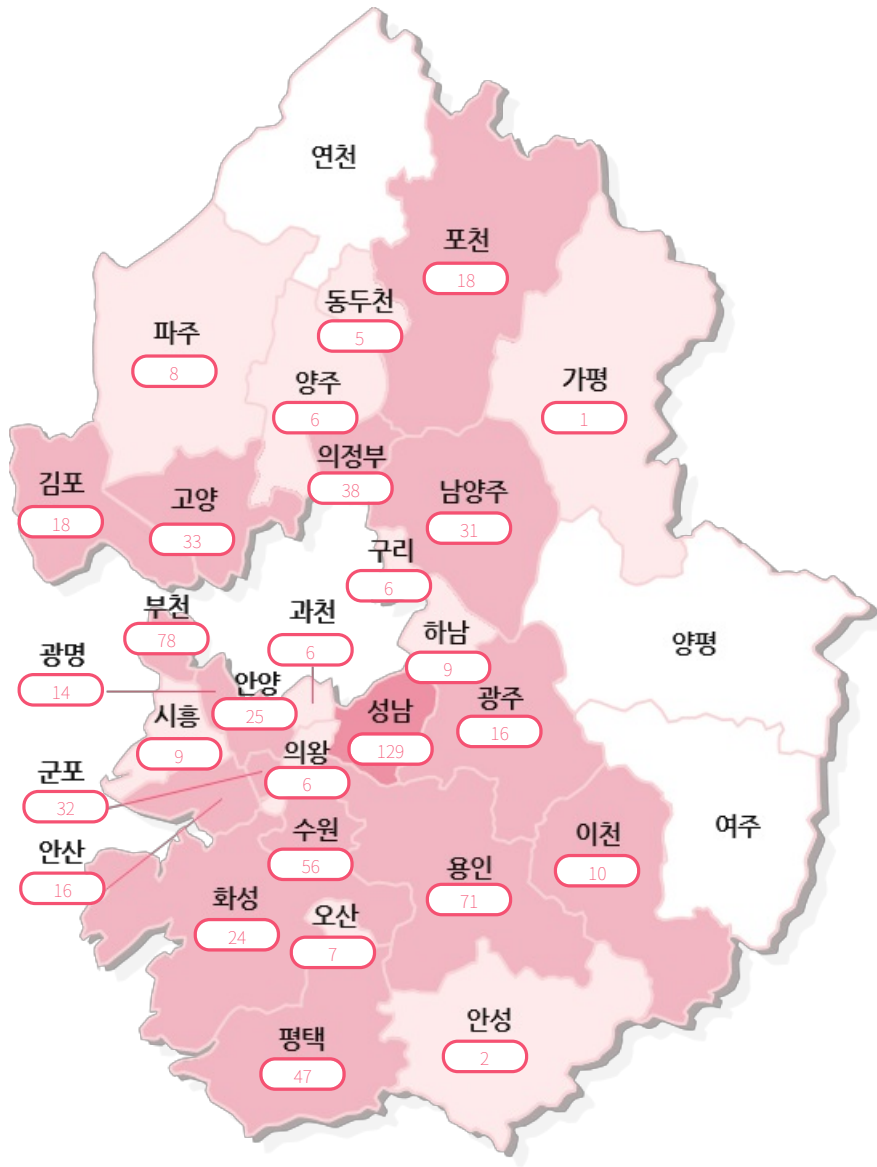 연천
포천
18
동두천
5
파주
8
양주
6
가평
1
의정부
38
김포
18
고양
33
남양주
31
구리
6
부천
78
과천
6
하남
9
양평
광명
14
안양
25
시흥
9
성남
129
광주
16
의왕
6
군포
32
수원
56
이천
10
여주
안산
16
용인
71
화성
24
오산
7
안성
2
평택
47